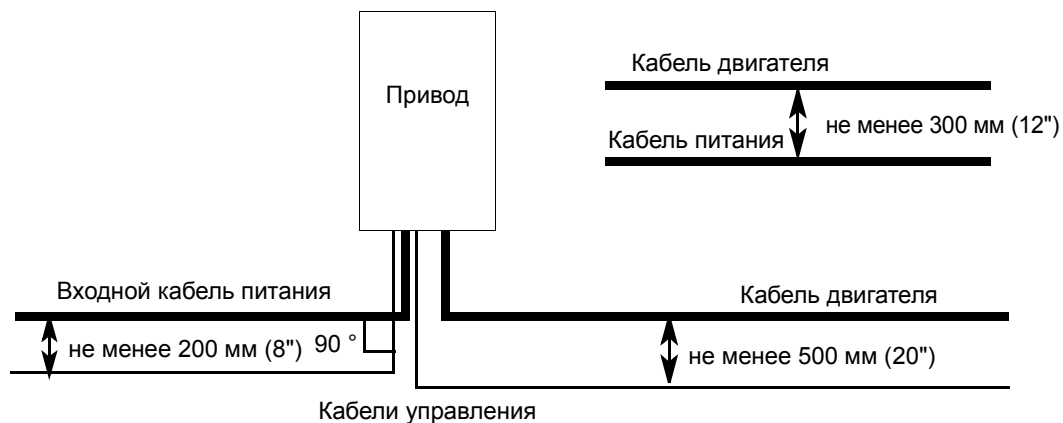 Кабель двигателя
Привод
не менее 300 мм (12")
Кабель питания
Входной кабель питания
Кабель двигателя
не менее 200 мм (8")
90 °
не менее 500 мм (20")
Кабели управления